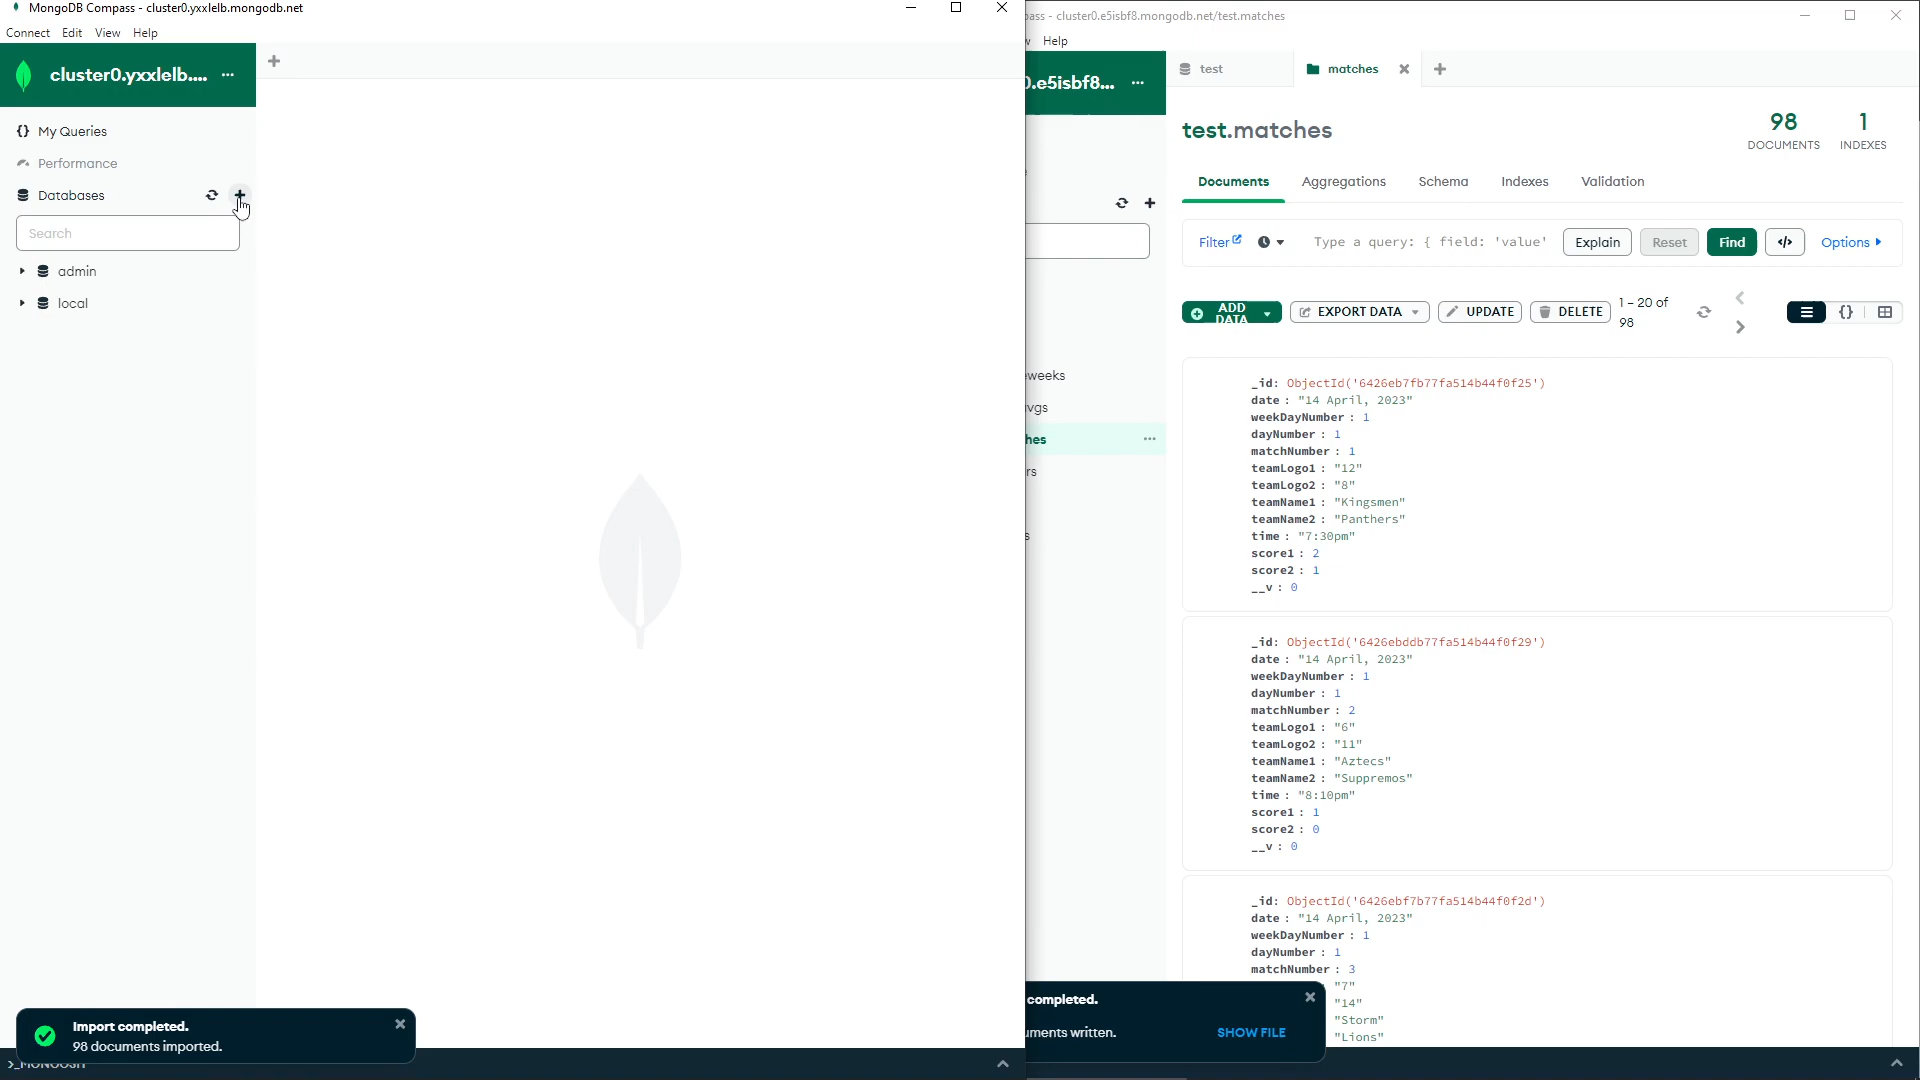 MongoDB Compass - cluster0.yxxlelb.mongodb.net
Connect Edit View Help
cluster0.yxxlelb....
My Queries
Performance
Databases
Search
admin
local
Import completed.
98 documents imported.
>_MONGOSH
ass - cluster0.e5isbf8.mongodb.net/test.matches
w Help
0.e5isbf8...
eweeks
avgs
hes
rs
s
completed.
uments written.
SHOW FILE
test
matches
test.matches
98
DOCUMENTS
1
INDEXES
Documents Aggregations Schema Indexes Validation
Filter
Type a query: { field: 'value'
Explain Reset Find </> Options
ADD DATA
EXPORT DATA
UPDATE
DELETE
1 – 20 of
98
{}
_id: ObjectId('6426eb7fb77fa514b44f0f25')
date : "14 April, 2023"
weekDayNumber : 1
dayNumber : 1
matchNumber : 1
teamLogo1 : "12"
teamLogo2 : "8"
teamName1 : "Kingsmen"
teamName2 : "Panthers"
time : "7:30pm"
score1 : 2
score2 : 1
__v : 0
_id: ObjectId('6426ebddb77fa514b44f0f29')
date : "14 April, 2023"
weekDayNumber : 1
dayNumber : 1
matchNumber : 2
teamLogo1 : "6"
teamLogo2 : "11"
teamName1 : "Aztecs"
teamName2 : "Suppremos"
time : "8:10pm"
score1 : 1
score2 : 0
__v : 0
_id: ObjectId('6426ebf7b77fa514b44f0f2d')
date : "14 April, 2023"
weekDayNumber : 1
dayNumber : 1
matchNumber : 3
: "7"
"14"
"Storm"
"Lions"